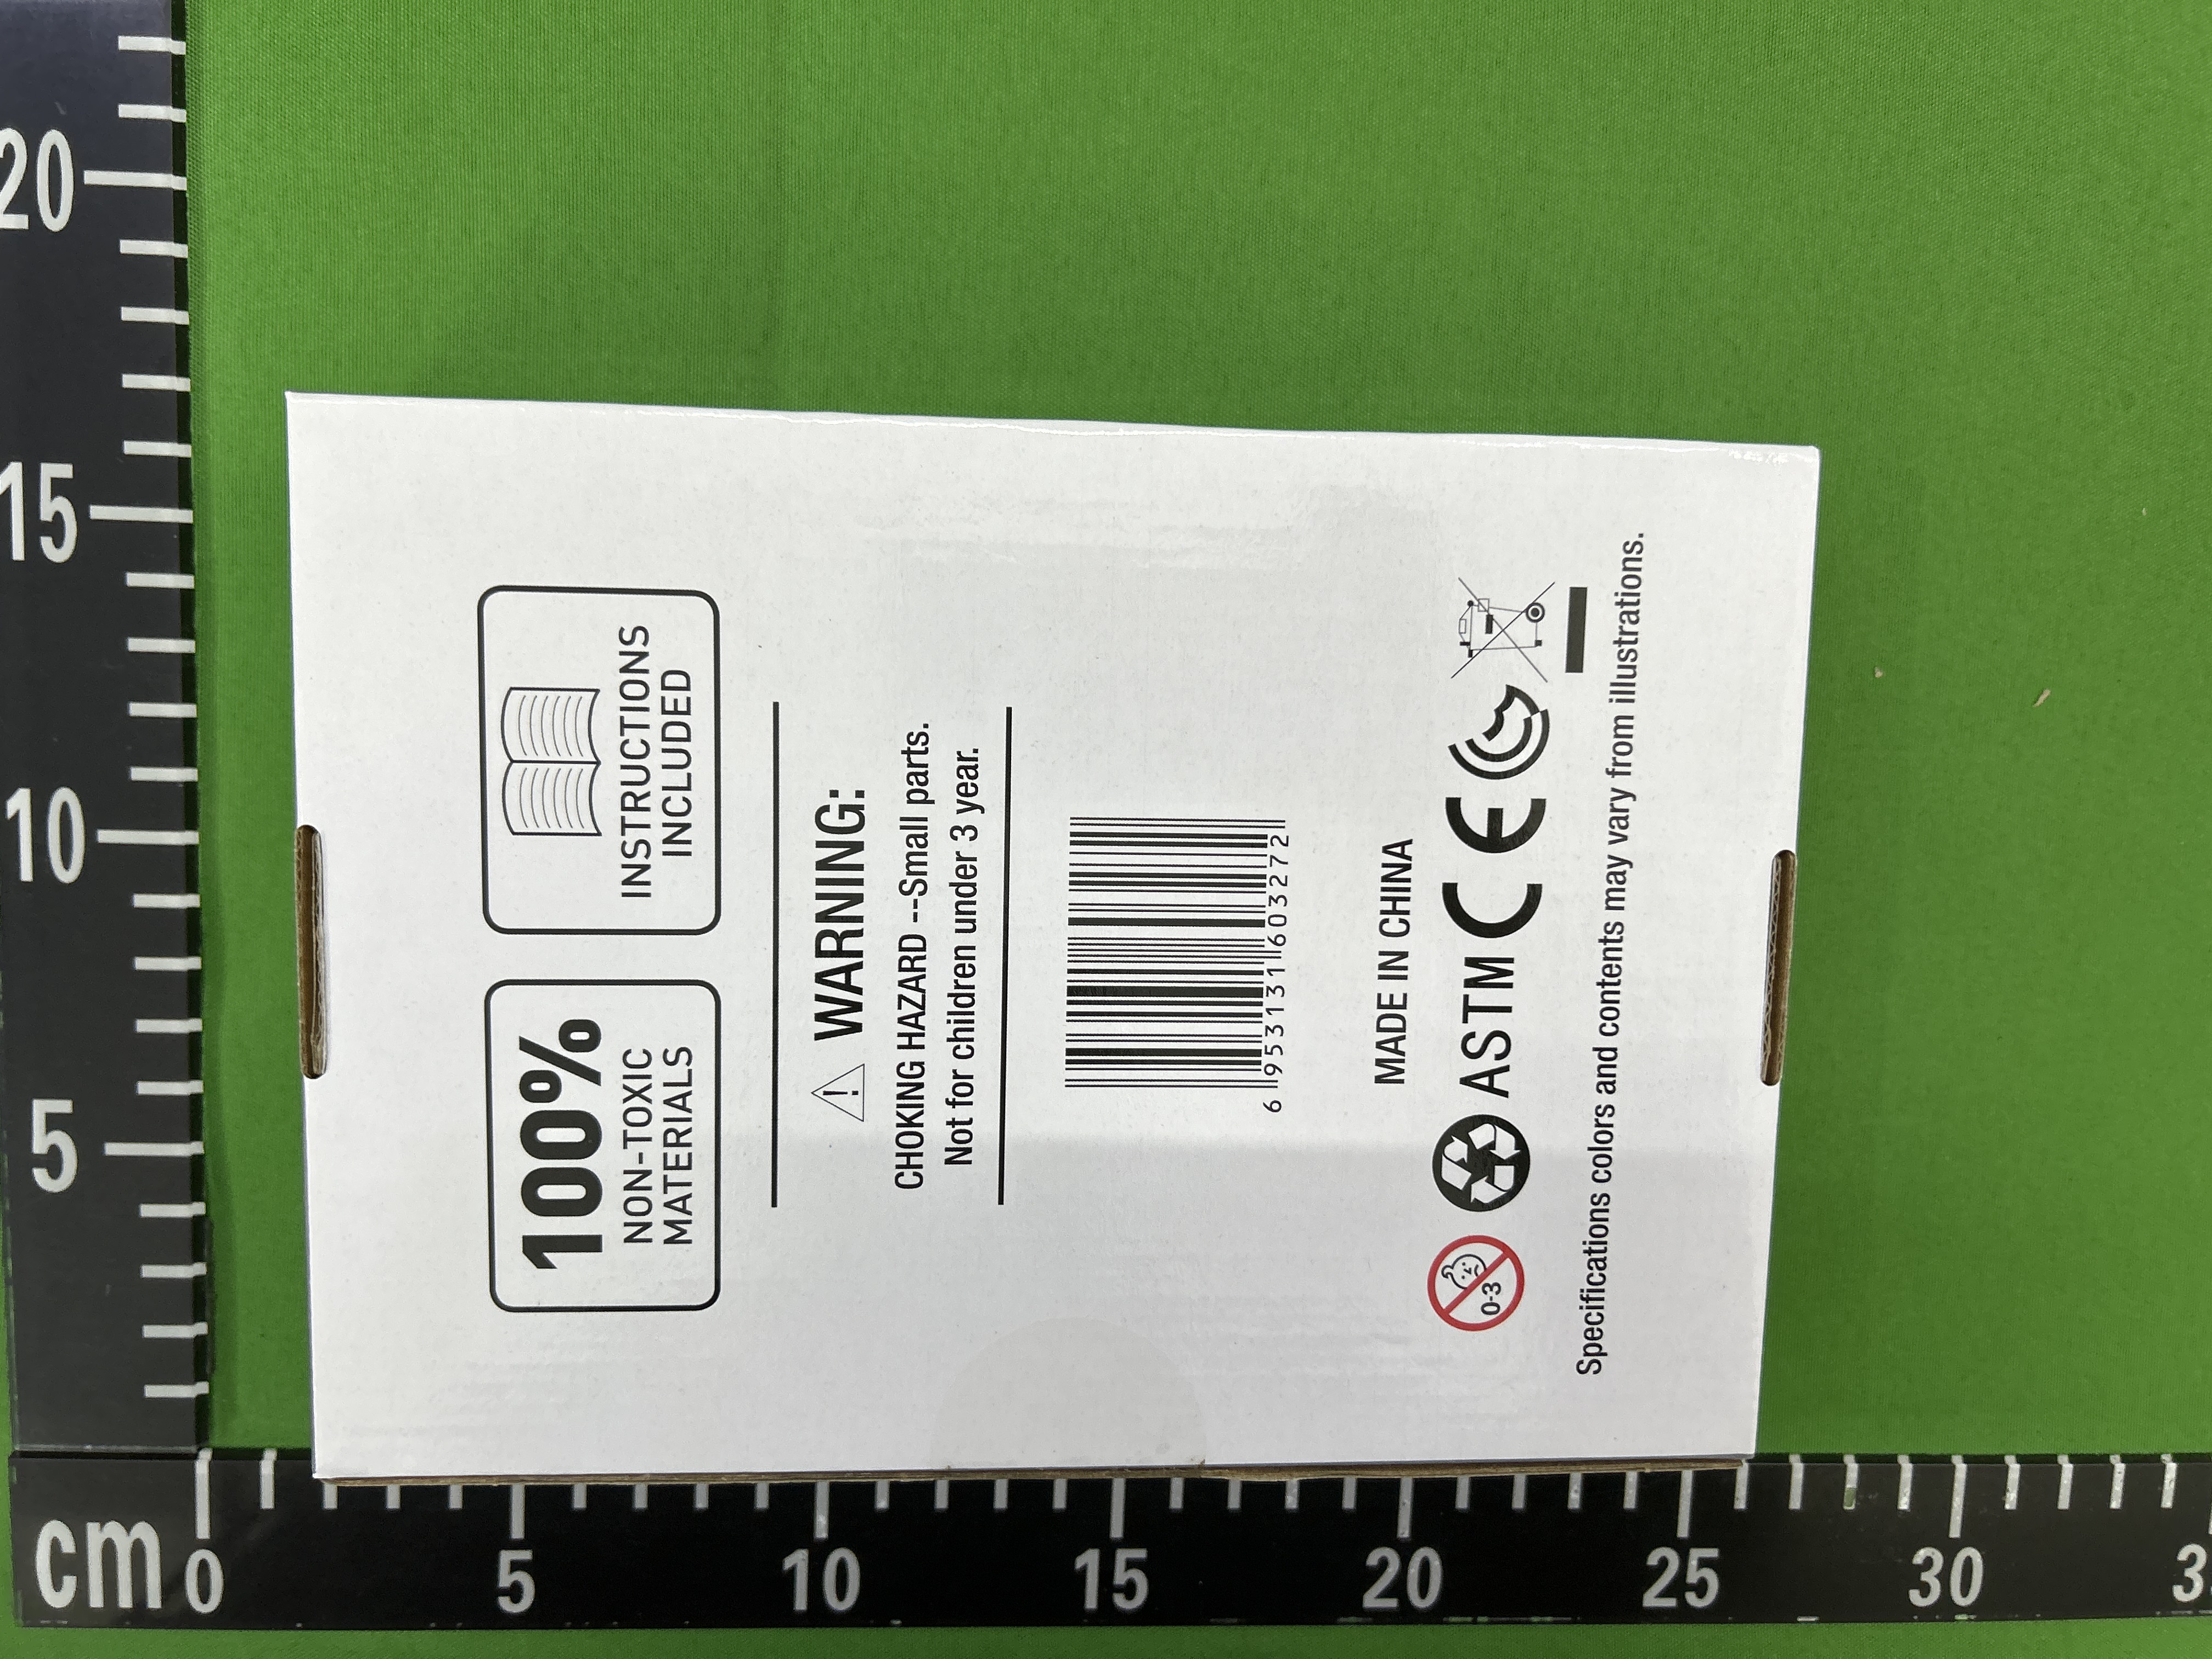 100%
NON-TOXIC
MATERIALS
INSTRUCTIONS
INCLUDED
WARNING:
CHOKING HAZARD --Small parts.
Not for children under 3 year.
6 953131 603272
MADE IN CHINA
0-3
ASTM CE
Specifications colors and contents may vary from illustrations.
20
15
10
5
cm 0 5 10 15 20 25 30